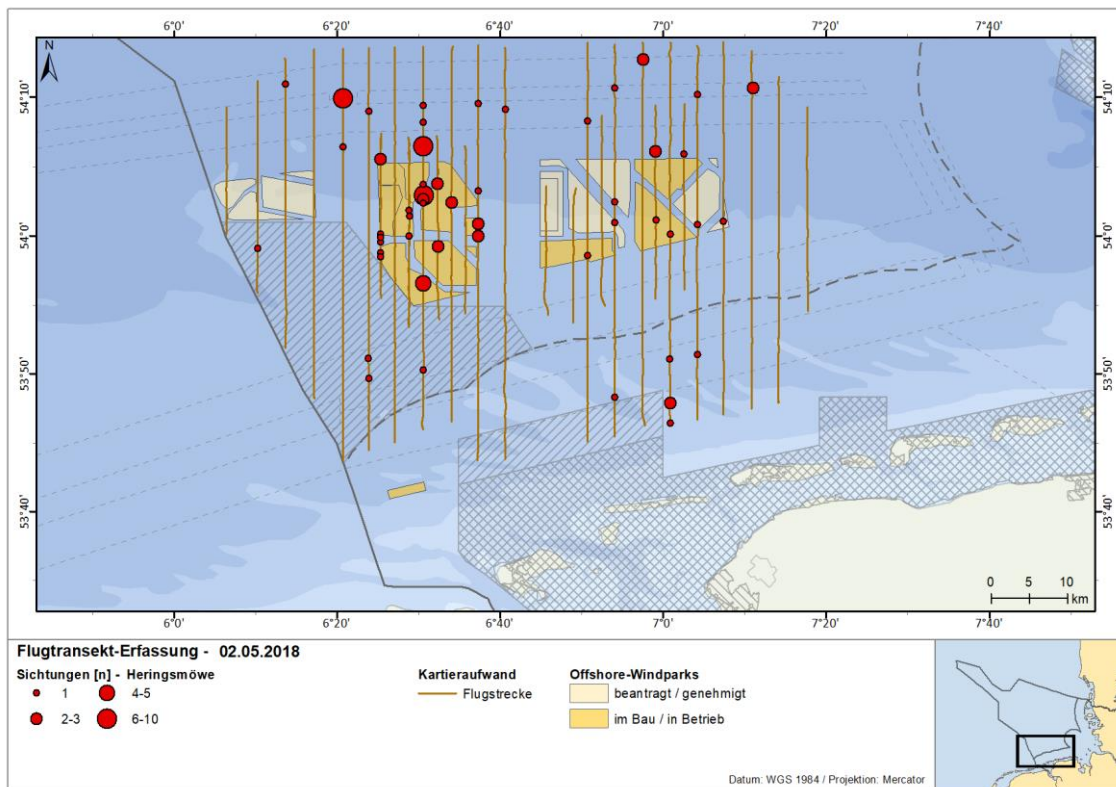 6°0' 6°20' 6°40' 7°0' 7°20' 7°40'
N
54°10' 54°10'
54°0' 54°0'
53°50' 53°50'
53°40' 53°40'
0 5 10
km
6°0' 6°20' 6°40' 7°0' 7°20' 7°40'
Flugtransekt-Erfassung - 02.05.2018
Sichtungen [n] - Heringsmöwe Kartieraufwand Offshore-Windparks
1 4-5 Flugstrecke beantragt / genehmigt
2-3 6-10 im Bau / in Betrieb
Datum: WGS 1984 / Projektion: Mercator